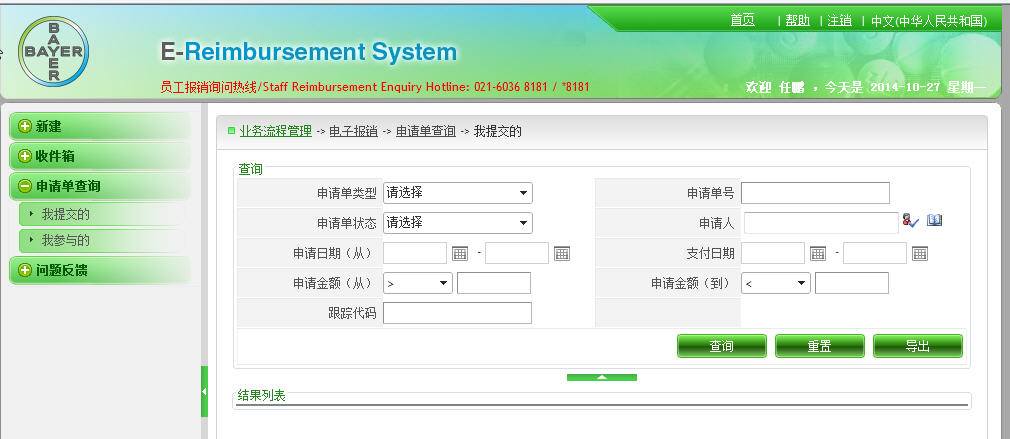 首页 | 帮助 | 注销 | 中文(中华人民共和国)
BAYER
BAYER
E-Reimbursement System
员工报销询问热线/Staff Reimbursement Enquiry Hotline: 021-6036 8181 / *8181
欢迎 任鹏 ，今天是 2014-10-27 星期一
新建
收件箱
申请单查询
我提交的
我参与的
问题反馈
业务流程管理 -> 电子报销 -> 申请单查询 -> 我提交的
查询
申请单类型 请选择 申请单号
申请单状态 请选择 申请人
申请日期（从） - 支付日期 -
申请金额（从） > 申请金额（到） <
跟踪代码
查询 重置 导出
结果列表